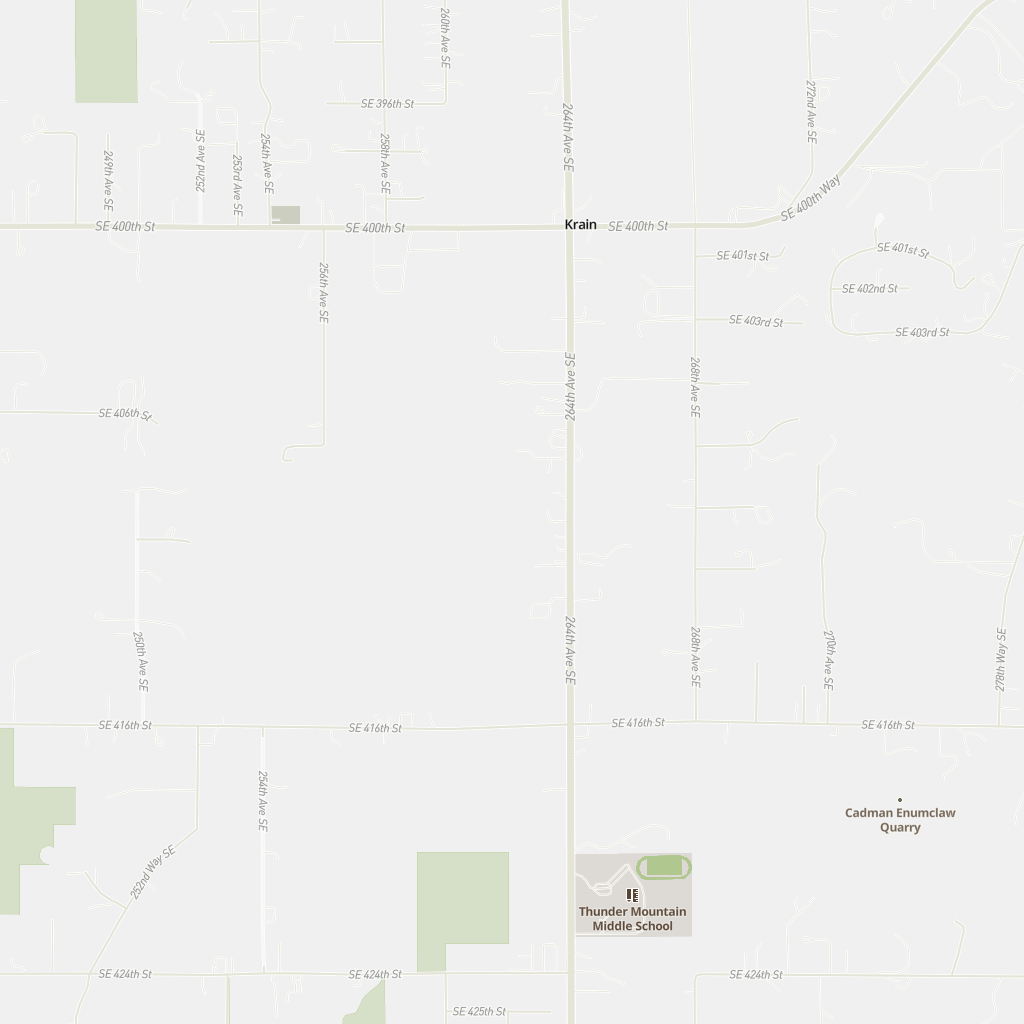 260th Ave SE
SE 396th St
264th Ave SE
272nd Ave SE
249th Ave SE
252nd Ave SE
253rd Ave SE
254th Ave SE
258th Ave SE
SE 400th Way
SE 400th St
SE 400th St
Krain
SE 400th St
SE 401st St
SE 401st St
256th Ave SE
SE 402nd St
SE 403rd St
SE 403rd St
264th Ave SE
268th Ave SE
SE 406th St
250th Ave SE
264th Ave SE
268th Ave SE
270th Ave SE
278th Way SE
SE 416th St
SE 416th St
SE 416th St
SE 416th St
254th Ave SE
Cadman Enumclaw
Quarry
252nd Way SE
Thunder Mountain
Middle School
SE 424th St
SE 424th St
SE 424th St
SE 425th St